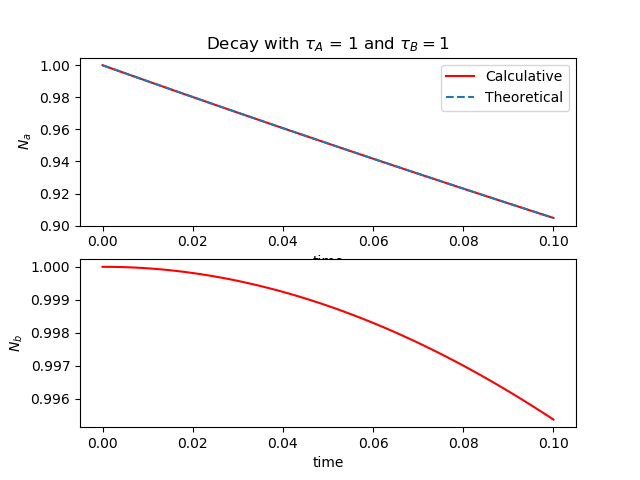 Decay with τ_A = 1 and τ_B = 1
1.00
0.98
0.96
0.94
0.92
0.90
N_a
Calculative
Theoretical
0.00 0.02 0.04 0.06 0.08 0.10
time
1.000
0.999
0.998
0.997
0.996
N_b
0.00 0.02 0.04 0.06 0.08 0.10
time